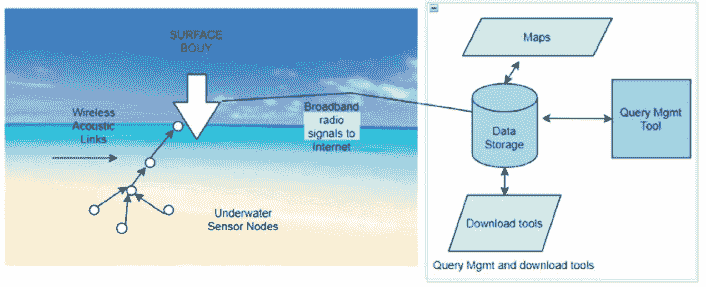 SURFACE
BOUY
Wireless
Acoustic
Links
Broadband
radio
signals to
Internet
Underwater
Sensor Nodes
Maps
Data
Storage
Query Mgmt
Tool
Download tools
Query Mgmt and download tools